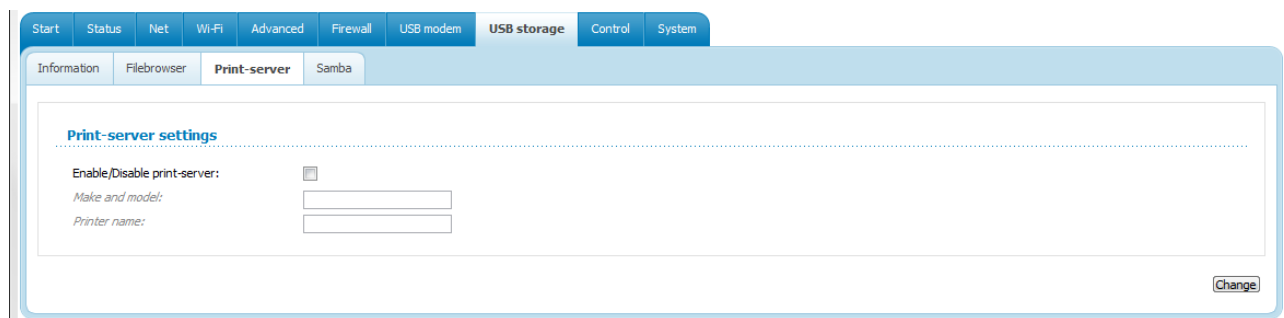 Start Status Net Wi-Fi Advanced Firewall USB modem USB storage Control System
Information Filebrowser Print-server Samba
Print-server settings
Enable/Disable print-server:
Make and model:
Printer name:
Change